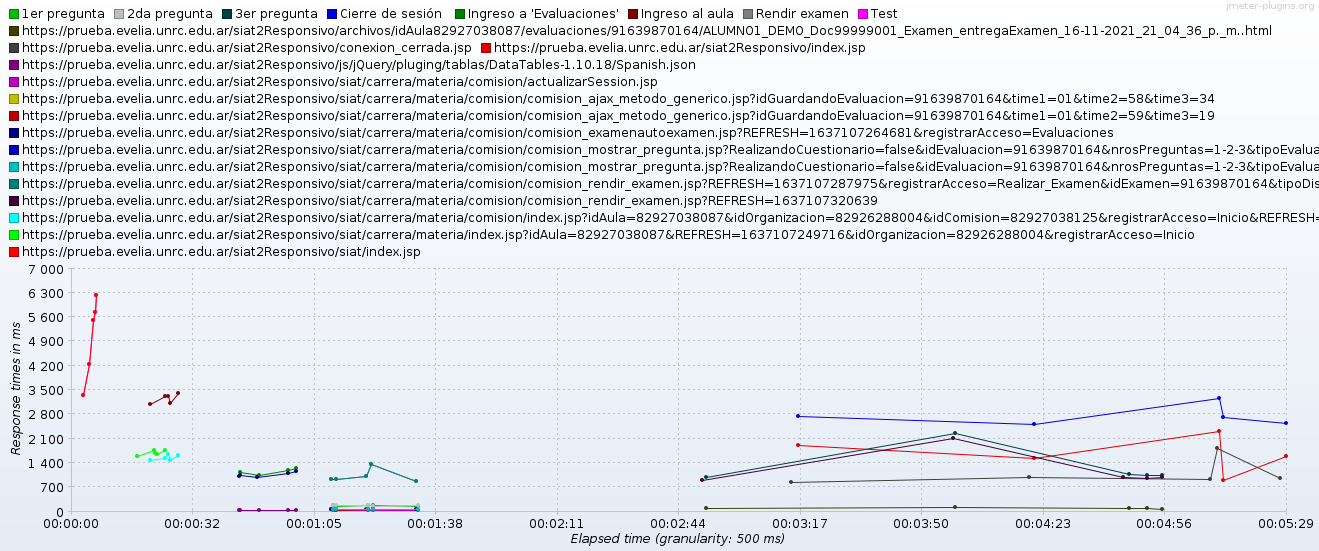 jmeter-plugins.org
1er pregunta 2da pregunta 3er pregunta Cierre de sesión Ingreso a 'Evaluaciones' Ingreso al aula Rendir examen Test
https://prueba.evelia.unrc.edu.ar/siat2Responsivo/archivos/idAula82927038087/evaluaciones/91639870164/ALUMNO1_DEMO_Doc99999001_Examen_entregaExamen_16-11-2021_21_04_36_p._m..html
https://prueba.evelia.unrc.edu.ar/siat2Responsivo/conexion_cerrada.jsp https://prueba.evelia.unrc.edu.ar/siat2Responsivo/index.jsp
https://prueba.evelia.unrc.edu.ar/siat2Responsivo/js/jQuery/pluging/tablas/DataTables-1.10.18/Spanish.json
https://prueba.evelia.unrc.edu.ar/siat2Responsivo/siat/carrera/materia/comision/actualizarSession.jsp
https://prueba.evelia.unrc.edu.ar/siat2Responsivo/siat/carrera/materia/comision/comision_ajax_metodo_generico.jsp?idGuardandoEvaluacion=91639870164&time1=01&time2=58&time3=34
https://prueba.evelia.unrc.edu.ar/siat2Responsivo/siat/carrera/materia/comision/comision_ajax_metodo_generico.jsp?idGuardandoEvaluacion=91639870164&time1=01&time2=59&time3=19
https://prueba.evelia.unrc.edu.ar/siat2Responsivo/siat/carrera/materia/comision/comision_examenautoexamen.jsp?REFRESH=1637107264681&registrarAcceso=Evaluaciones
https://prueba.evelia.unrc.edu.ar/siat2Responsivo/siat/carrera/materia/comision/comision_mostrar_pregunta.jsp?RealizandoCuestionario=false&idEvaluacion=91639870164&nrosPreguntas=1-2-3&tipoEvalua
https://prueba.evelia.unrc.edu.ar/siat2Responsivo/siat/carrera/materia/comision/comision_mostrar_pregunta.jsp?RealizandoCuestionario=false&idEvaluacion=91639870164&nrosPreguntas=1-2-3&tipoEvalua
https://prueba.evelia.unrc.edu.ar/siat2Responsivo/siat/carrera/materia/comision/comision_rendir_examen.jsp?REFRESH=1637107287975&registrarAcceso=Realizar_Examen&idExamen=91639870164&tipoDis
https://prueba.evelia.unrc.edu.ar/siat2Responsivo/siat/carrera/materia/comision/comision_rendir_examen.jsp?REFRESH=1637107320639
https://prueba.evelia.unrc.edu.ar/siat2Responsivo/siat/carrera/materia/comision/index.jsp?idAula=82927038087&idOrganizacion=82926288004&idComision=82927038125&registrarAcceso=Inicio&REFRESH=
https://prueba.evelia.unrc.edu.ar/siat2Responsivo/siat/carrera/materia/index.jsp?idAula=82927038087&REFRESH=1637107249716&idOrganizacion=82926288004&registrarAcceso=Inicio
https://prueba.evelia.unrc.edu.ar/siat2Responsivo/siat/index.jsp
Response times in ms
7 000
6 300
5 600
4 900
4 200
3 500
2 800
2 100
1 400
700
0
00:00:00 00:00:32 00:01:05 00:01:38 00:02:11 00:02:44 00:03:17 00:03:50 00:04:23 00:04:56 00:05:29
Elapsed time (granularity: 500 ms)